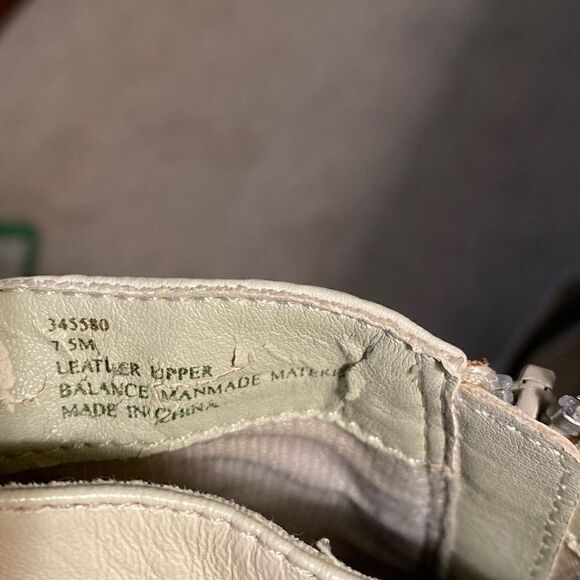 345580
7.5M
LEATHER UPPER
BALANCE MANMADE MATERI
MADE IN CHINA